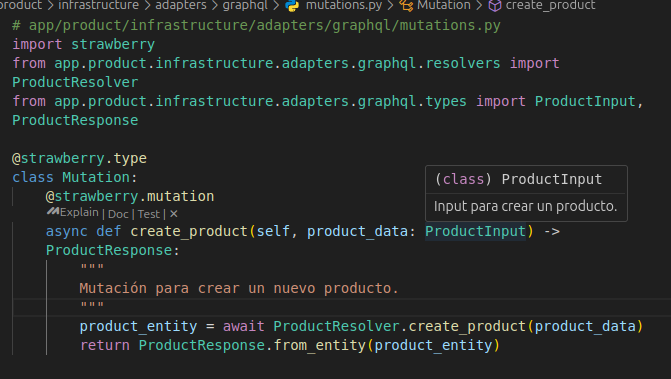 product > infrastructure > adapters > graphql > mutations.py > Mutation > create_product
# app/product/infrastructure/adapters/graphql/mutations.py
import strawberry
from app.product.infrastructure.adapters.graphql.resolvers import
ProductResolver
from app.product.infrastructure.adapters.graphql.types import ProductInput,
ProductResponse
@strawberry.type
class Mutation:
(class) ProductInput
Input para crear un producto.
@strawberry.mutation
Explain | Doc | Test | ✕
async def create_product(self, product_data: ProductInput) ->
ProductResponse:
"""
Mutación para crear un nuevo producto.
"""
product_entity = await ProductResolver.create_product(product_data)
return ProductResponse.from_entity(product_entity)